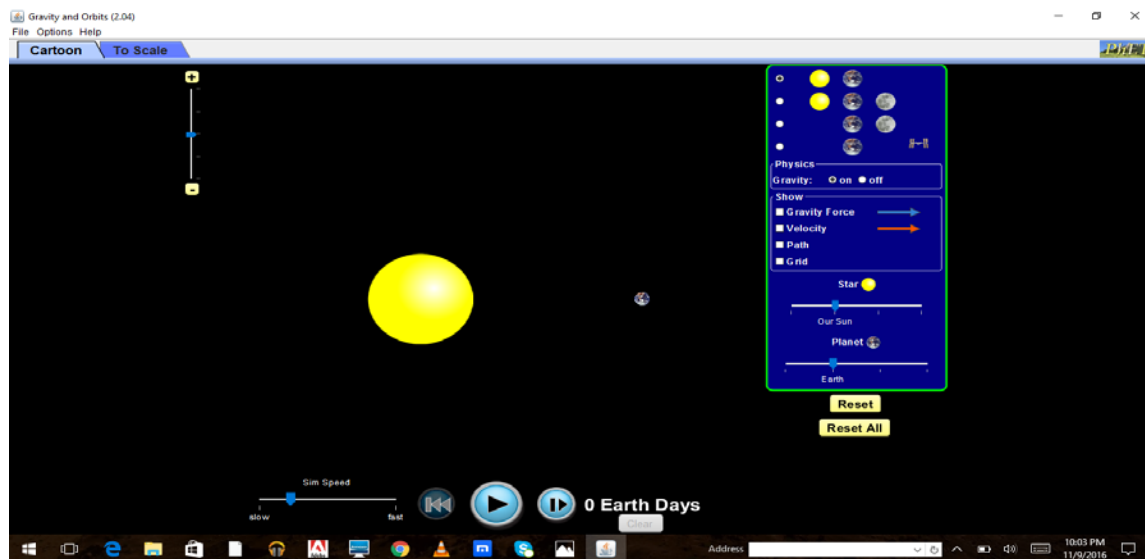 Gravity and Orbits (2.04)
File Options Help
Cartoon To Scale
PhET
+
-
Physics
Gravity: on off
Show
Gravity Force
Velocity
Path
Grid
Star
Our Sun
Planet
Earth
Reset
Reset All
Sim Speed
slow fast
0 Earth Days
Clear
Address
10:03 PM
11/9/2016